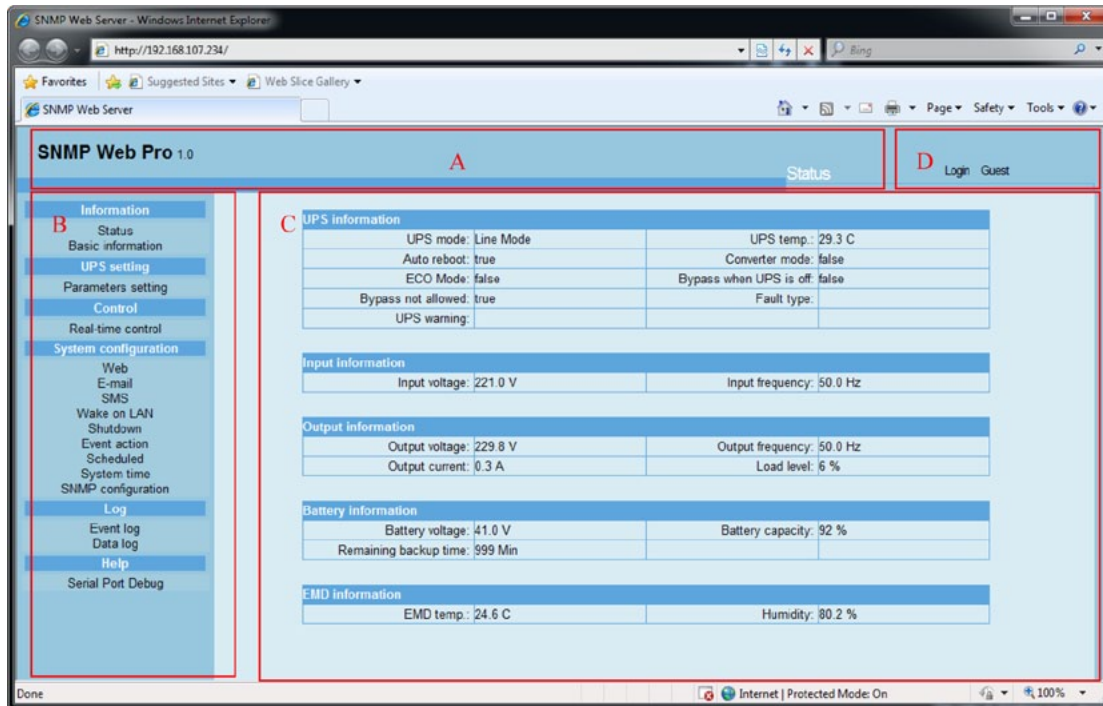 SNMP Web Server - Windows Internet Explorer
http://192.168.107.234/
Bing
Favorites Suggested Sites Web Slice Gallery
SNMP Web Server Page Safety Tools
SNMP Web Pro 1.0
A
Status
D Login Guest
B
Information
Status
Basic information
UPS setting
Parameters setting
Control
Real-time control
System configuration
Web
E-mail
SMS
Wake on LAN
Shutdown
Event action
Scheduled
System time
SNMP configuration
Log
Event log
Data log
Help
Serial Port Debug
C
UPS information
UPS mode: Line Mode UPS temp.: 29.3 C
Auto reboot: true Converter mode: false
ECO Mode: false Bypass when UPS is off: false
Bypass not allowed: true Fault type:
UPS warning:
Input information
Input voltage: 221.0 V Input frequency: 50.0 Hz
Output information
Output voltage: 229.8 V Output frequency: 50.0 Hz
Output current: 0.3 A Load level: 6 %
Battery information
Battery voltage: 41.0 V Battery capacity: 92 %
Remaining backup time: 999 Min
EMD information
EMD temp.: 24.6 C Humidity: 80.2 %
Done Internet | Protected Mode: On 100%